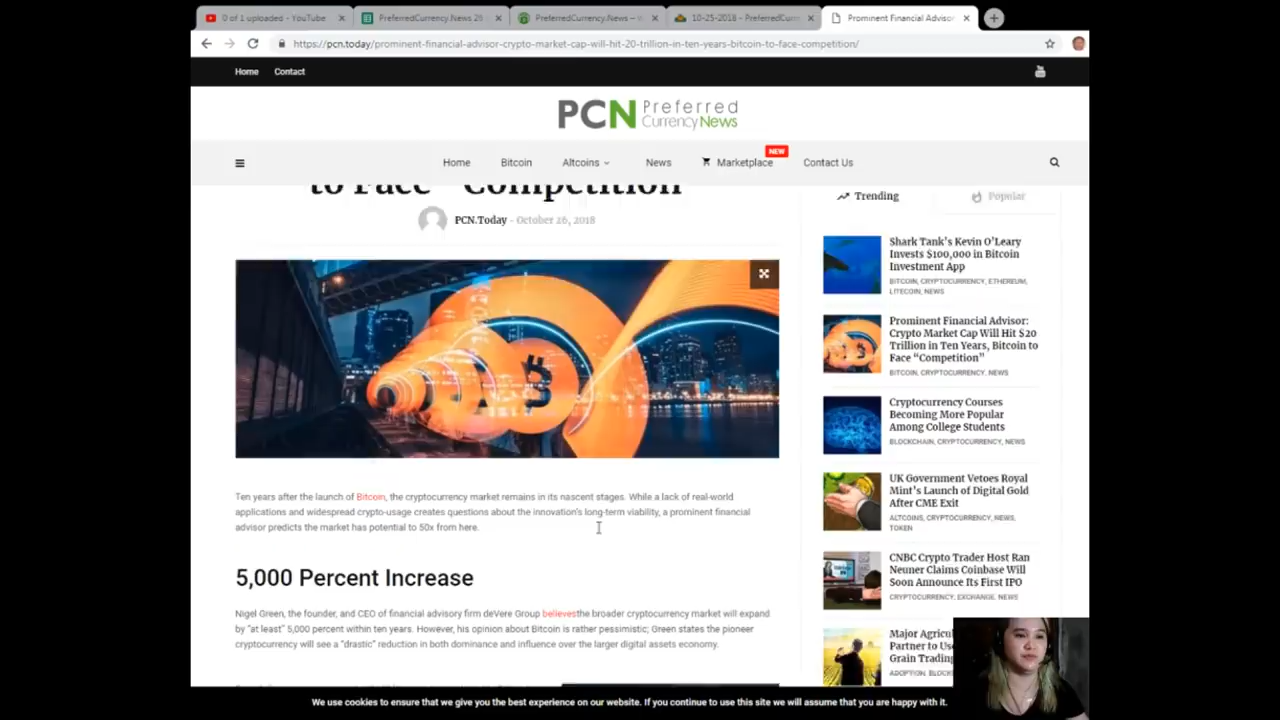 0 of 1 uploaded - YouTube
PreferredCurrency.News 26
PreferredCurrency.News –
10-25-2018 - PreferredCurr
Prominent Financial Advisor
https://pcn.today/prominent-financial-advisor-crypto-market-cap-will-hit-20-trillion-in-ten-years-bitcoin-to-face-competition/
Home Contact
PCN Preferred
CurrencyNews
NEW
Home Bitcoin Altcoins News Marketplace Contact Us
to Face “Competition”
PCN.Today - October 26, 2018
Ten years after the launch of Bitcoin, the cryptocurrency market remains in its nascent stages. While a lack of real-world
applications and widespread crypto-usage creates questions about the innovation's long-term viability, a prominent financial
advisor predicts the market has potential to 50x from here.
5,000 Percent Increase
Nigel Green, the founder, and CEO of financial advisory firm deVere Group believesthe broader cryptocurrency market will expand
by “at least” 5,000 percent within ten years. However, his opinion about Bitcoin is rather pessimistic; Green states the pioneer
cryptocurrency will see a “drastic” reduction in both dominance and influence over the larger digital assets economy.
Trending Popular
Shark Tank’s Kevin O’Leary
Invests $100,000 in Bitcoin
Investment App
BITCOIN, CRYPTOCURRENCY, ETHEREUM,
LITECOIN, NEWS
Prominent Financial Advisor:
Crypto Market Cap Will Hit $20
Trillion in Ten Years, Bitcoin to
Face “Competition”
BITCOIN, CRYPTOCURRENCY, NEWS
Cryptocurrency Courses
Becoming More Popular
Among College Students
BLOCKCHAIN, CRYPTOCURRENCY, NEWS
UK Government Vetoes Royal
Mint’s Launch of Digital Gold
After CME Exit
ALTCOINS, CRYPTOCURRENCY, NEWS,
TOKEN
CNBC Crypto Trader Host Ran
Neuner Claims Coinbase Will
Soon Announce Its First IPO
CRYPTOCURRENCY, EXCHANGE, NEWS
Major Agricul
Partner to Use
Grain Trading
ADOPTION, BLOCK
We use cookies to ensure that we give you the best experience on our website. If you continue to use this site we will assume that you are happy with it.